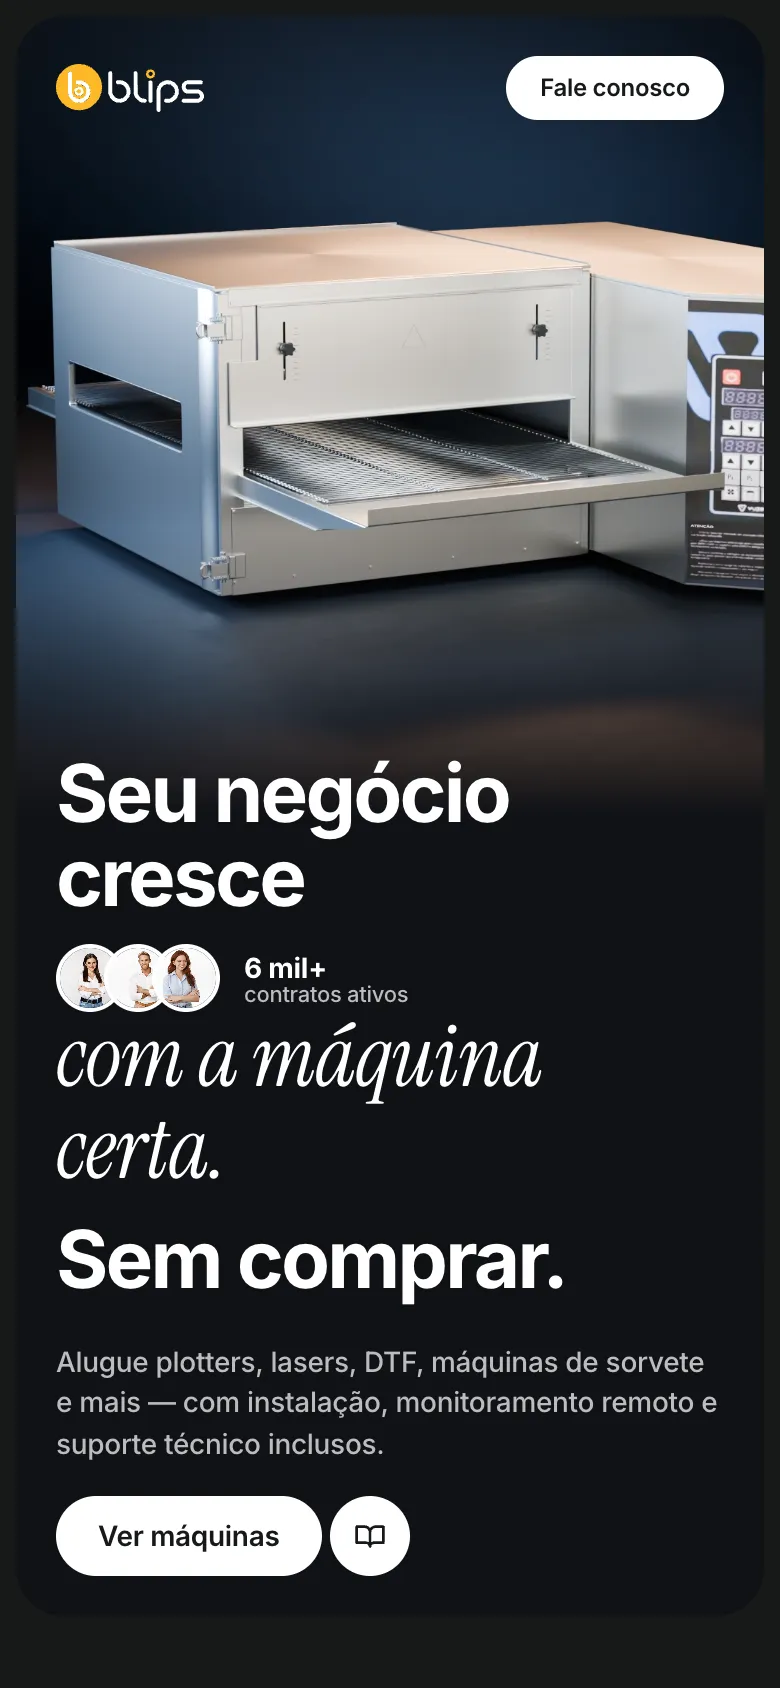 blips
Fale conosco
ATENÇÃO
Seu negócio
cresce
6 mil+
contratos ativos
com a máquina
certa.
Sem comprar.
Alugue plotters, lasers, DTF, máquinas de sorvete
e mais — com instalação, monitoramento remoto e
suporte técnico inclusos.
Ver máquinas